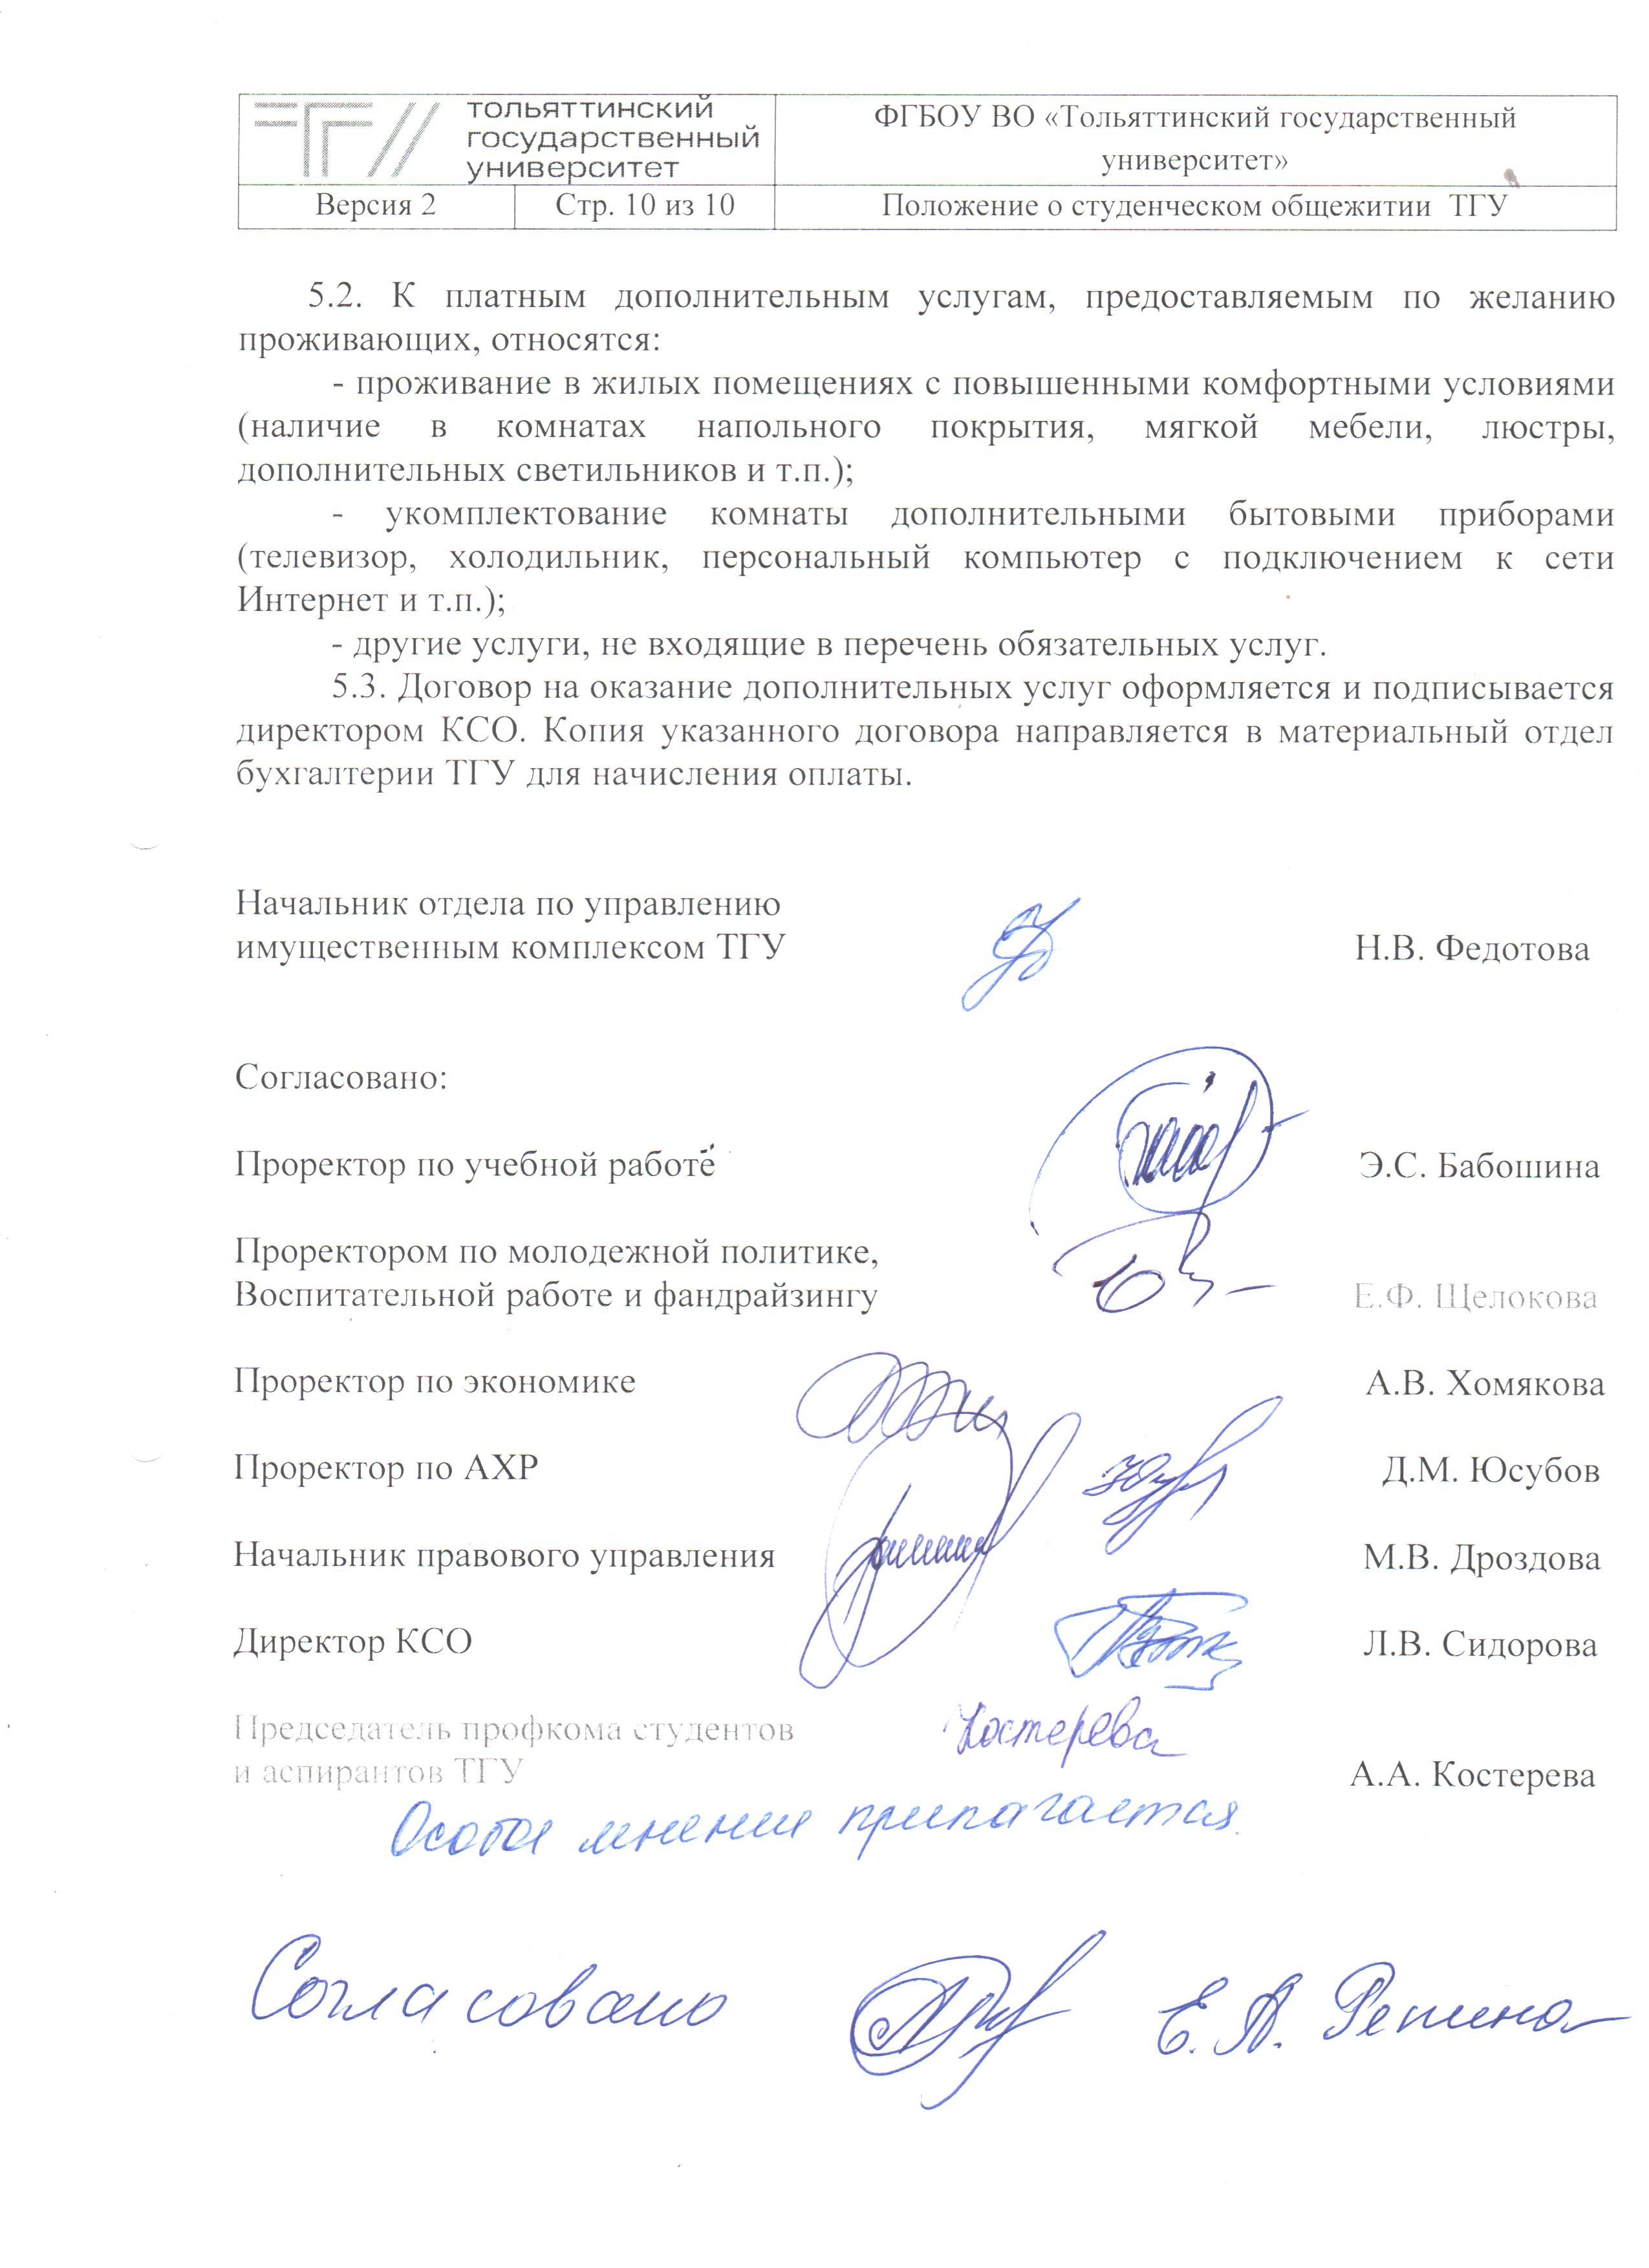 ТОЛЬЯТТИНСКИЙ
ГОСУДАРСТВЕННЫЙ
УНИВЕРСИТЕТ
ФГБОУ ВО «Тольяттинский государственный
университет»
Версия 2
Стр. 10 из 10
Положение о студенческом общежитии ТГУ
5.2. К платным дополнительным услугам, предоставляемым по желанию
проживающих, относятся:
- проживание в жилых помещениях с повышенными комфортными условиями
(наличие в комнатах напольного покрытия, мягкой мебели, люстры,
дополнительных светильников и т.п.);
- укомплектование комнаты дополнительными бытовыми приборами
(телевизор, холодильник, персональный компьютер с подключением к сети
Интернет и т.п.);
- другие услуги, не входящие в перечень обязательных услуг.
5.3. Договор на оказание дополнительных услуг оформляется и подписывается
директором КСО. Копия указанного договора направляется в материальный отдел
бухгалтерии ТГУ для начисления оплаты.
Начальник отдела по управлению
имущественным комплексом ТГУ Н.В. Федотова
Согласовано:
Проректор по учебной работе Э.С. Бабошина
Проректором по молодежной политике,
Воспитательной работе и фандрайзингу Е.Ф. Щелокова
Проректор по экономике А.В. Хомякова
Проректор по АХР Д.М. Юсубов
Начальник правового управления М.В. Дроздова
Директор КСО Л.В. Сидорова
Председатель профкома студентов Костерева
и аспирантов ТГУ А.А. Костерева
Особое мнение прилагается.
Согласовано Е.А. Репина